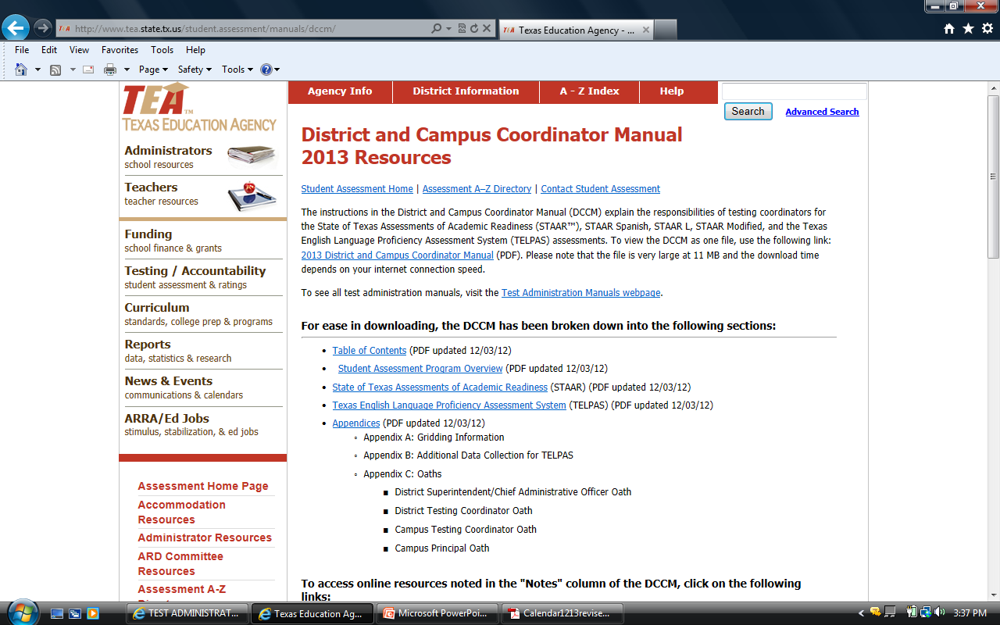 http://www.tea.state.tx.us/student.assessment/manuals/dccm/
TEA Texas Education Agency - ...
File Edit View Favorites Tools Help
Page Safety Tools
TEA TM
TEXAS EDUCATION AGENCY
Agency Info District Information A - Z Index Help
Search Advanced Search
Administrators
school resources
Teachers
teacher resources
Funding
school finance & grants
Testing / Accountability
student assessment & ratings
Curriculum
standards, college prep & programs
Reports
data, statistics & research
News & Events
communications & calendars
ARRA/Ed Jobs
stimulus, stabilization, & ed jobs
Assessment Home Page
Accommodation
Resources
Administrator Resources
ARD Committee
Resources
Assessment A-Z
District and Campus Coordinator Manual
2013 Resources
Student Assessment Home | Assessment A–Z Directory | Contact Student Assessment
The instructions in the District and Campus Coordinator Manual (DCCM) explain the responsibilities of testing coordinators for
the State of Texas Assessments of Academic Readiness (STAAR™), STAAR Spanish, STAAR L, STAAR Modified, and the Texas
English Language Proficiency Assessment System (TELPAS) assessments. To view the DCCM as one file, use the following link:
2013 District and Campus Coordinator Manual (PDF). Please note that the file is very large at 11 MB and the download time
depends on your internet connection speed.
To see all test administration manuals, visit the Test Administration Manuals webpage.
For ease in downloading, the DCCM has been broken down into the following sections:
• Table of Contents (PDF updated 12/03/12)
• Student Assessment Program Overview (PDF updated 12/03/12)
• State of Texas Assessments of Academic Readiness (STAAR) (PDF updated 12/03/12)
• Texas English Language Proficiency Assessment System (TELPAS) (PDF updated 12/03/12)
• Appendices (PDF updated 12/03/12)
◦ Appendix A: Gridding Information
◦ Appendix B: Additional Data Collection for TELPAS
◦ Appendix C: Oaths
▪ District Superintendent/Chief Administrative Officer Oath
▪ District Testing Coordinator Oath
▪ Campus Testing Coordinator Oath
▪ Campus Principal Oath
To access online resources noted in the "Notes" column of the DCCM, click on the following
links:
TEST ADMINISTRAT... Texas Education Ag... Microsoft PowerPoi... Calendar1213revise... 3:37 PM